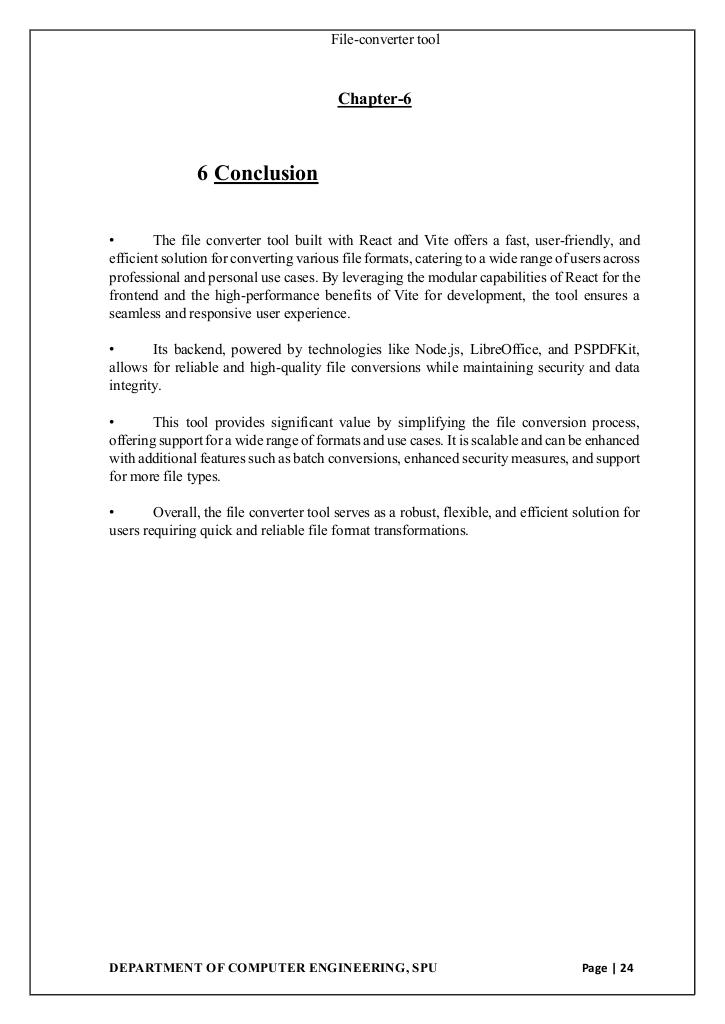 File-converter tool
Chapter-6
6 Conclusion
• The file converter tool built with React and Vite offers a fast, user-friendly, and
efficient solution for converting various file formats, catering to a wide range of users across
professional and personal use cases. By leveraging the modular capabilities of React for the
frontend and the high-performance benefits of Vite for development, the tool ensures a
seamless and responsive user experience.
• Its backend, powered by technologies like Node.js, LibreOffice, and PSPDFKit,
allows for reliable and high-quality file conversions while maintaining security and data
integrity.
• This tool provides significant value by simplifying the file conversion process,
offering support for a wide range of formats and use cases. It is scalable and can be enhanced
with additional features such as batch conversions, enhanced security measures, and support
for more file types.
• Overall, the file converter tool serves as a robust, flexible, and efficient solution for
users requiring quick and reliable file format transformations.
DEPARTMENT OF COMPUTER ENGINEERING, SPU Page | 24